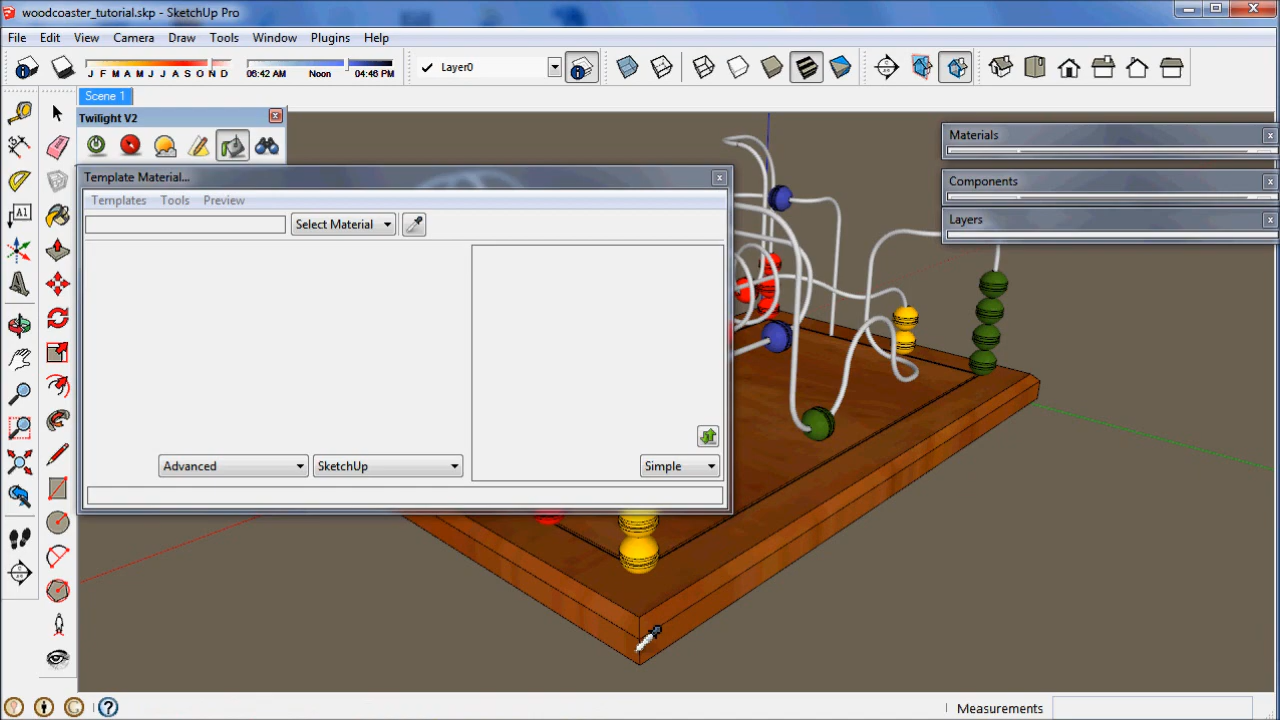 woodcoaster_tutorial.skp - SketchUp Pro
File Edit View Camera Draw Tools Window Plugins Help
J F M A M J J A S O N D 06:42 AM Noon 04:46 PM Layer0
Scene 1
Twilight V2
Materials
Template Material...
Components
Templates Tools Preview
A1
Layers
Select Material
Advanced SketchUp Simple
Measurements